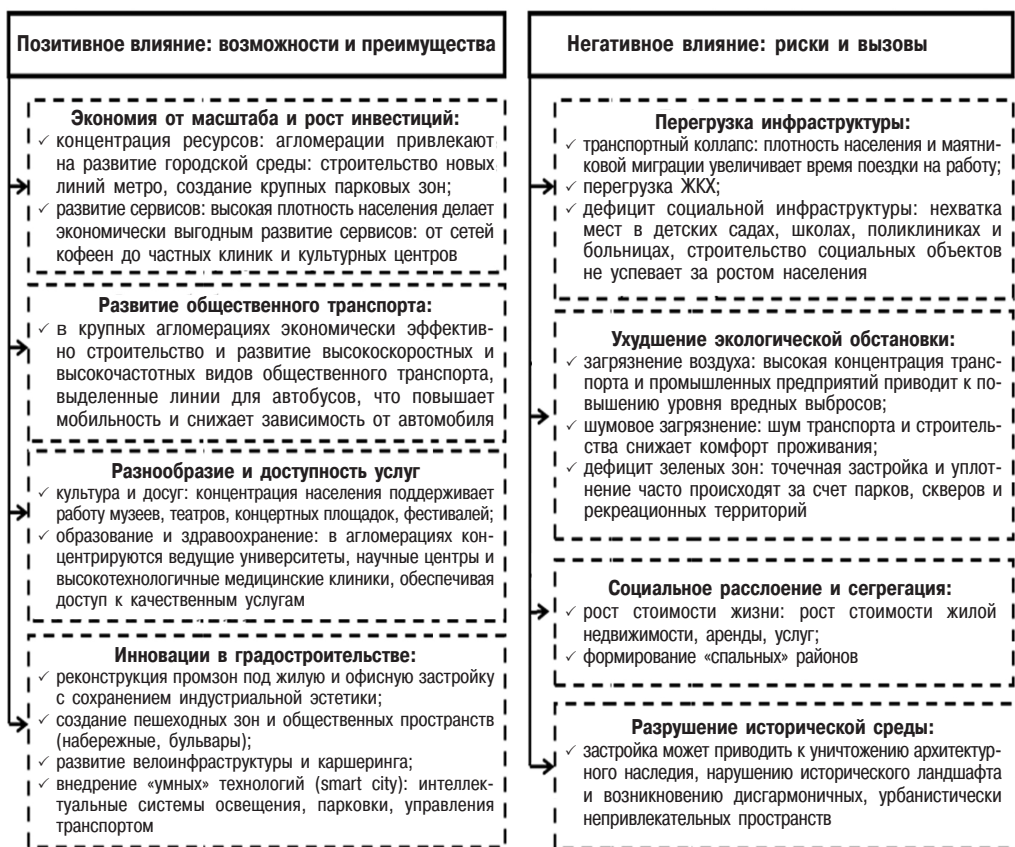 Позитивное влияние: возможности и преимущества
Экономия от масштаба и рост инвестиций:
✓ концентрация ресурсов: агломерации привлекают
на развитие городской среды: строительство новых
линий метро, создание крупных парковых зон;
✓ развитие сервисов: высокая плотность населения делает
экономически выгодным развитие сервисов: от сетей
кофеен до частных клиник и культурных центров
Развитие общественного транспорта:
✓ в крупных агломерациях экономически эффектив-
но строительство и развитие высокоскоростных и
высокочастотных видов общественного транспорта,
выделенные линии для автобусов, что повышает
мобильность и снижает зависимость от автомобиля
Разнообразие и доступность услуг
✓ культура и досуг: концентрация населения поддерживает
работу музеев, театров, концертных площадок, фестивалей;
✓ образование и здравоохранение: в агломерациях кон-
центрируются ведущие университеты, научные центры и
высокотехнологичные медицинские клиники, обеспечивая
доступ к качественным услугам
Инновации в градостроительстве:
✓ реконструкция промзон под жилую и офисную застройку
с сохранением индустриальной эстетики;
✓ создание пешеходных зон и общественных пространств
(набережные, бульвары);
✓ развитие велоинфраструктуры и каршеринга;
✓ внедрение «умных» технологий (smart city): интеллек-
туальные системы освещения, парковки, управления
транспортом
Негативное влияние: риски и вызовы
Перегрузка инфраструктуры:
✓ транспортный коллапс: плотность населения и маятни-
ковой миграции увеличивает время поездки на работу;
✓ перегрузка ЖКХ;
✓ дефицит социальной инфраструктуры: нехватка
мест в детских садах, школах, поликлиниках и
больницах, строительство социальных объектов
не успевает за ростом населения
Ухудшение экологической обстановки:
✓ загрязнение воздуха: высокая концентрация транс-
порта и промышленных предприятий приводит к по-
вышению уровня вредных выбросов;
✓ шумовое загрязнение: шум транспорта и строитель-
ства снижает комфорт проживания;
✓ дефицит зеленых зон: точечная застройка и уплот-
нение часто происходят за счет парков, скверов и
рекреационных территорий
Социальное расслоение и сегрегация:
✓ рост стоимости жизни: рост стоимости жилой
недвижимости, аренды, услуг;
✓ формирование «спальных» районов
Разрушение исторической среды:
✓ застройка может приводить к уничтожению архитектур-
ного наследия, нарушению исторического ландшафта
и возникновению дисгармоничных, урбанистически
непривлекательных пространств